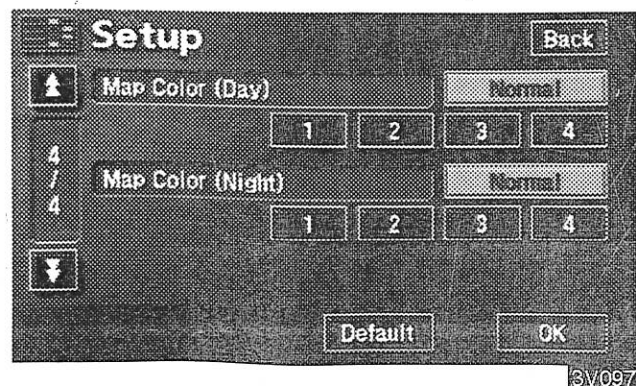 Setup Back
Map Color (Day) Normal
1 2 3 4
4
/
4
Map Color (Night) Normal
1 2 3 4
Default OK
3V097